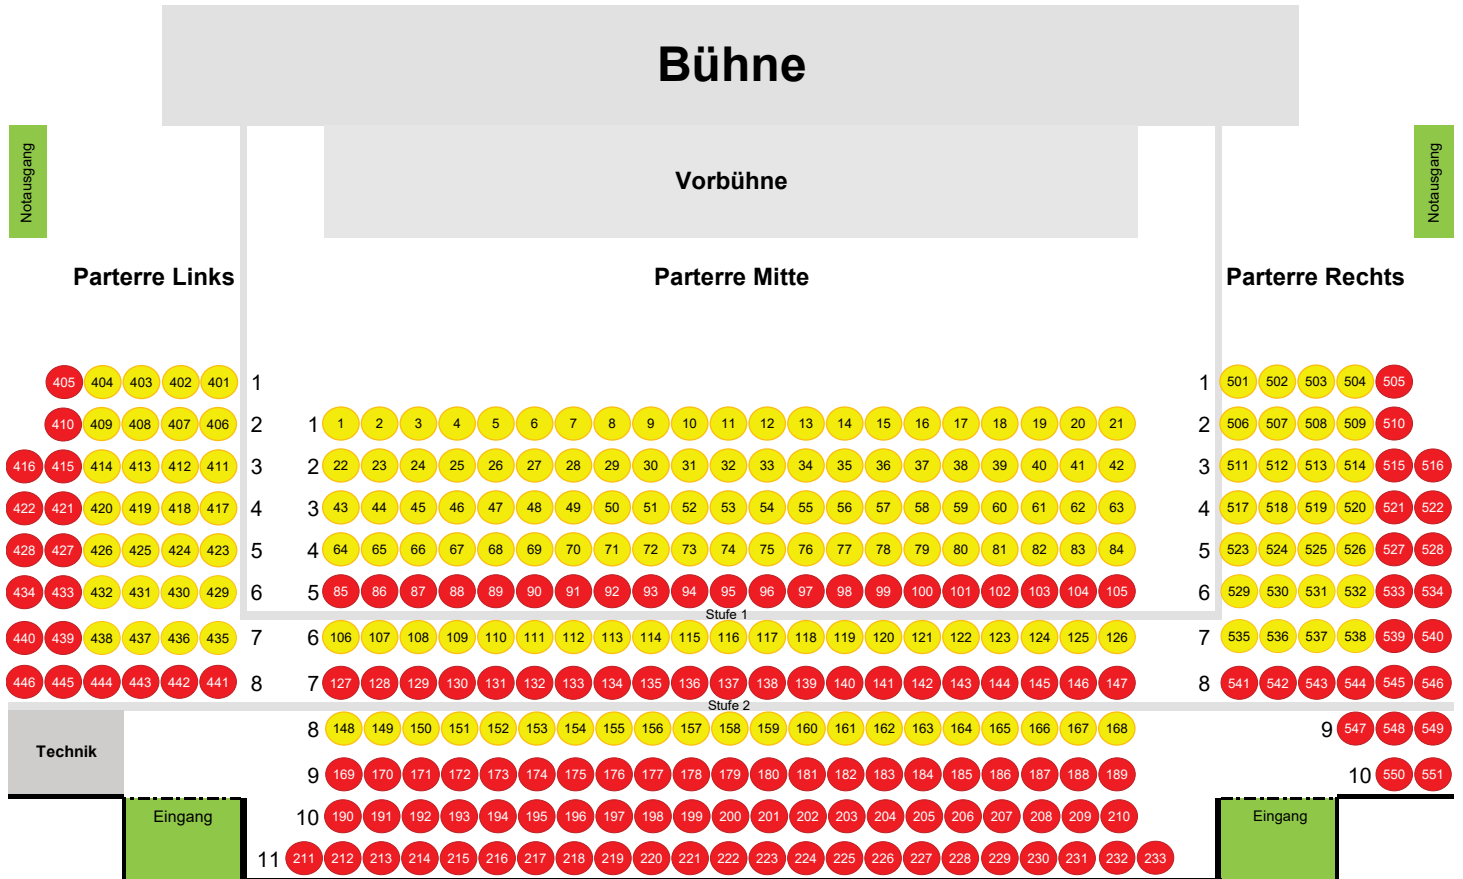 Bühne
Notausgang
Notausgang
Vorbühne
Parterre Links Parterre Mitte Parterre Rechts
405 404 403 402 401 1 1 501 502 503 504 505
410 409 408 407 406 2 1 1 2 3 4 5 6 7 8 9 10 11 12 13 14 15 16 17 18 19 20 21 2 506 507 508 509 510
416 415 414 413 412 411 3 2 22 23 24 25 26 27 28 29 30 31 32 33 34 35 36 37 38 39 40 41 42 3 511 512 513 514 515 516
422 421 420 419 418 417 4 3 43 44 45 46 47 48 49 50 51 52 53 54 55 56 57 58 59 60 61 62 63 4 517 518 519 520 521 522
428 427 426 425 424 423 5 4 64 65 66 67 68 69 70 71 72 73 74 75 76 77 78 79 80 81 82 83 84 5 523 524 525 526 527 528
434 433 432 431 430 429 6 5 85 86 87 88 89 90 91 92 93 94 95 96 97 98 99 100 101 102 103 104 105 6 529 530 531 532 533 534
Stufe 1
440 439 438 437 436 435 7 6 106 107 108 109 110 111 112 113 114 115 116 117 118 119 120 121 122 123 124 125 126 7 535 536 537 538 539 540
446 445 444 443 442 441 8 7 127 128 129 130 131 132 133 134 135 136 137 138 139 140 141 142 143 144 145 146 147 8 541 542 543 544 545 546
Stufe 2
8 148 149 150 151 152 153 154 155 156 157 158 159 160 161 162 163 164 165 166 167 168 9 547 548 549
Technik
9 169 170 171 172 173 174 175 176 177 178 179 180 181 182 183 184 185 186 187 188 189 10 550 551
10 190 191 192 193 194 195 196 197 198 199 200 201 202 203 204 205 206 207 208 209 210
Eingang Eingang
11 211 212 213 214 215 216 217 218 219 220 221 222 223 224 225 226 227 228 229 230 231 232 233